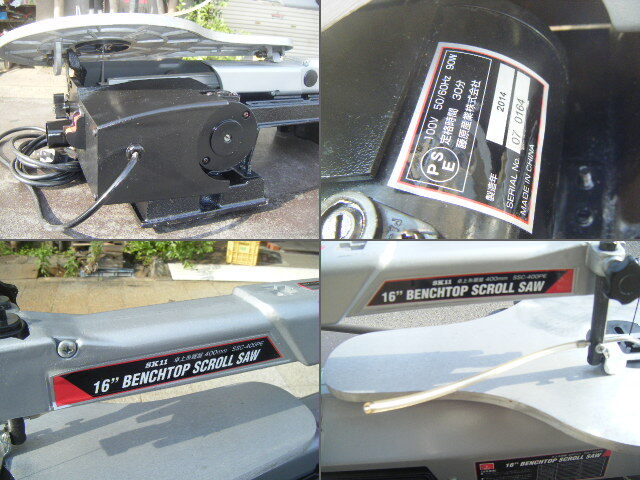 100V 50/60Hz 90W
定格時間 30分
藤原産業株式会社
PS
E
製造年 2014
SERIAL No. 07 0164
MADE IN CHINA
SK11 卓上糸鋸盤 400mm SSC-400PE
16" BENCHTOP SCROLL SAW
SK11 卓上糸鋸盤 400mm SSC-400PE
16" BENCHTOP SCROLL SAW
16" BENCHTOP SCROLL SAW